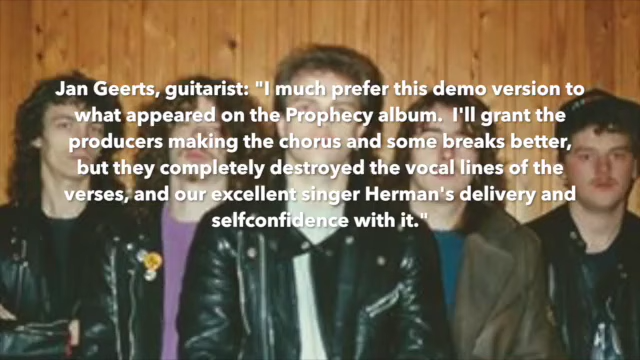 Jan Geerts, guitarist: "I much prefer this demo version to
what appeared on the Prophecy album.  I'll grant the
producers making the chorus and some breaks better,
but they completely destroyed the vocal lines of the
verses, and our excellent singer Herman's delivery and
selfconfidence with it."